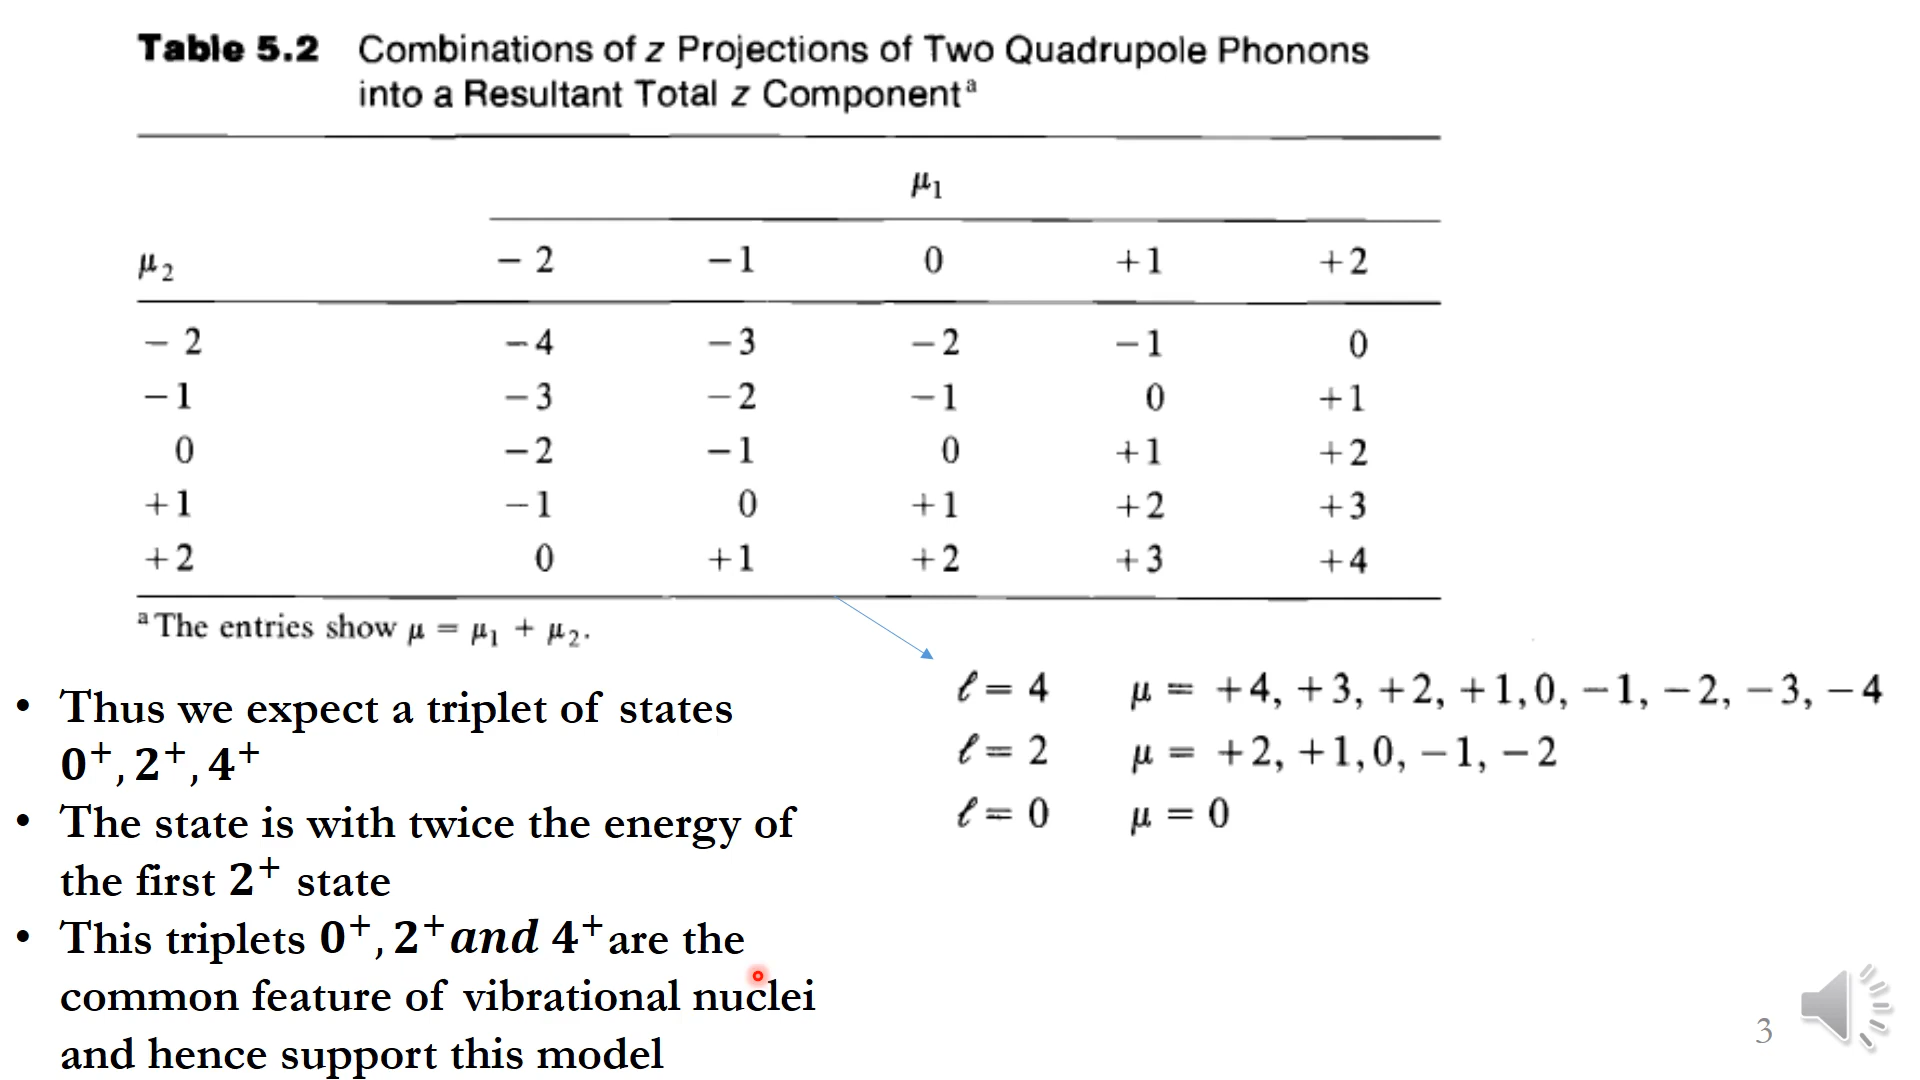 Table 5.2 Combinations of z Projections of Two Quadrupole Phonons
into a Resultant Total z Component ᵃ
μ₁
μ₂ − 2 −1 0 +1 +2
− 2 −4 −3 −2 −1 0
−1 −3 −2 −1 0 +1
0 −2 −1 0 +1 +2
+1 −1 0 +1 +2 +3
+2 0 +1 +2 +3 +4
ᵃ The entries show μ = μ₁ + μ₂.
ℓ = 4 μ = +4, +3, +2, +1, 0, −1, −2, −3, −4
ℓ = 2 μ = +2, +1, 0, −1, −2
ℓ = 0 μ = 0
• Thus we expect a triplet of states
0⁺, 2⁺, 4⁺
• The state is with twice the energy of
the first 2⁺ state
• This triplets 0⁺, 2⁺ and 4⁺ are the
common feature of vibrational nuclei
and hence support this model
3